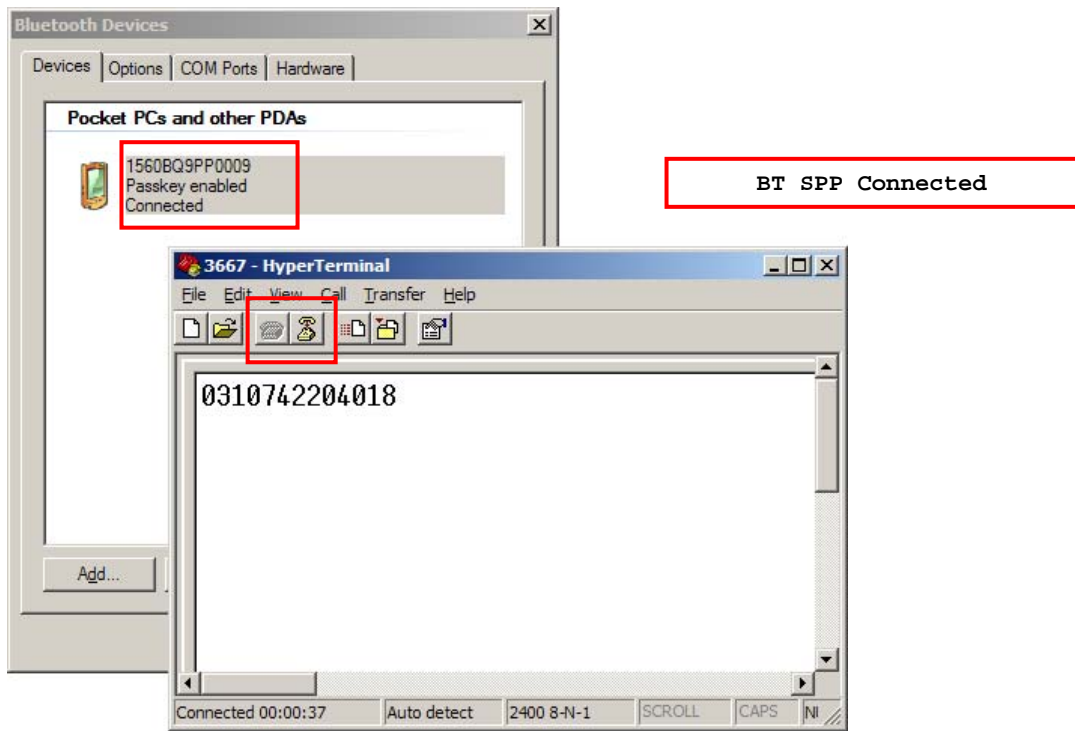 Bluetooth Devices
Devices Options COM Ports Hardware
Pocket PCs and other PDAs
1560BQ9PP0009
Passkey enabled
Connected
BT SPP Connected
3667 - HyperTerminal
File Edit View Call Transfer Help
0310742204018
Add...
Connected 00:00:37 Auto detect 2400 8-N-1 SCROLL CAPS